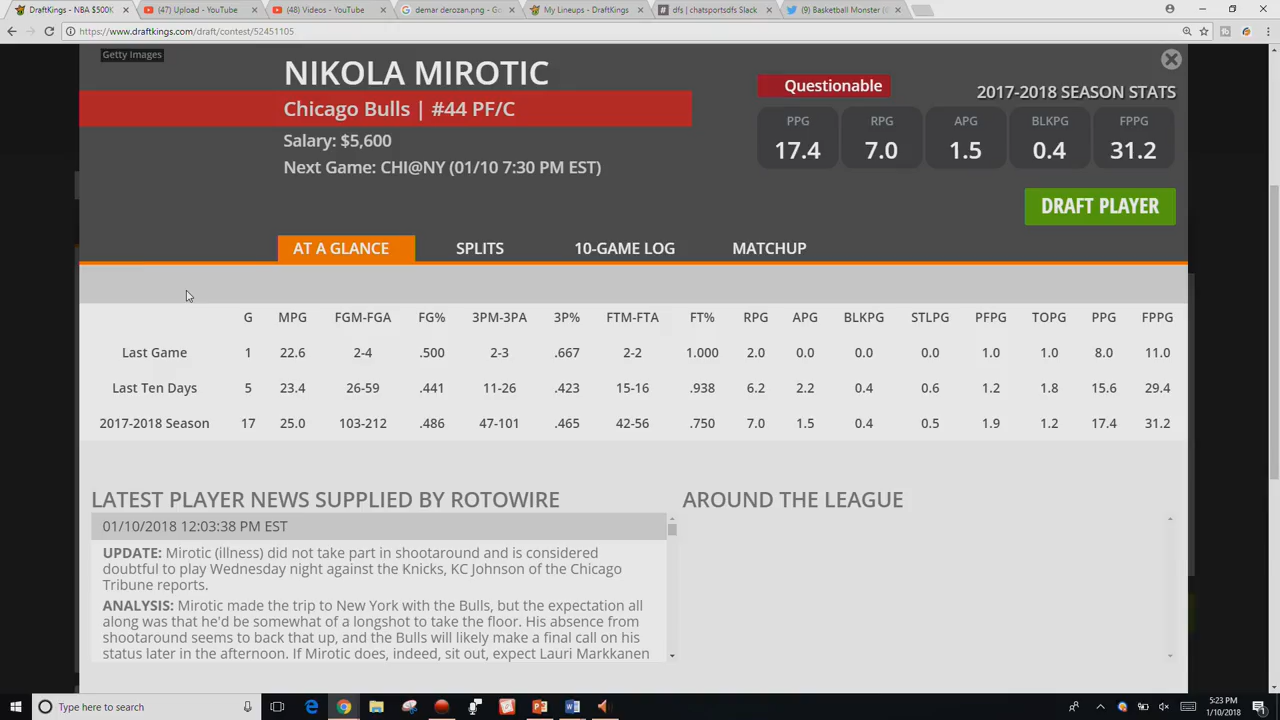 DraftKings - NBA $500K
(47) Upload - YouTube
(48) Videos - YouTube
demar derozan.png - Go
My Lineups - DraftKings
dfs | chatsportsdfs Slack
(9) Basketball Monster (
https://www.draftkings.com/draft/contest/52451105
Getty Images
NIKOLA MIROTIC
Chicago Bulls | #44 PF/C
Salary: $5,600
Next Game: CHI@NY (01/10 7:30 PM EST)
Questionable
2017-2018 SEASON STATS
PPG RPG APG BLKPG FPPG
17.4 7.0 1.5 0.4 31.2
DRAFT PLAYER
AT A GLANCE SPLITS 10-GAME LOG MATCHUP
G MPG FGM-FGA FG% 3PM-3PA 3P% FTM-FTA FT% RPG APG BLKPG STLPG PFPG TOPG PPG FPPG
Last Game 1 22.6 2-4 .500 2-3 .667 2-2 1.000 2.0 0.0 0.0 0.0 1.0 1.0 8.0 11.0
Last Ten Days 5 23.4 26-59 .441 11-26 .423 15-16 .938 6.2 2.2 0.4 0.6 1.2 1.8 15.6 29.4
2017-2018 Season 17 25.0 103-212 .486 47-101 .465 42-56 .750 7.0 1.5 0.4 0.5 1.9 1.2 17.4 31.2
LATEST PLAYER NEWS SUPPLIED BY ROTOWIRE
01/10/2018 12:03:38 PM EST
UPDATE: Mirotic (illness) did not take part in shootaround and is considered
doubtful to play Wednesday night against the Knicks, KC Johnson of the Chicago
Tribune reports.
ANALYSIS: Mirotic made the trip to New York with the Bulls, but the expectation all
along was that he'd be somewhat of a longshot to take the floor. His absence from
shootaround seems to back that up, and the Bulls will likely make a final call on his
status later in the afternoon. If Mirotic does, indeed, sit out, expect Lauri Markkanen
AROUND THE LEAGUE
Type here to search
5:23 PM
1/10/2018